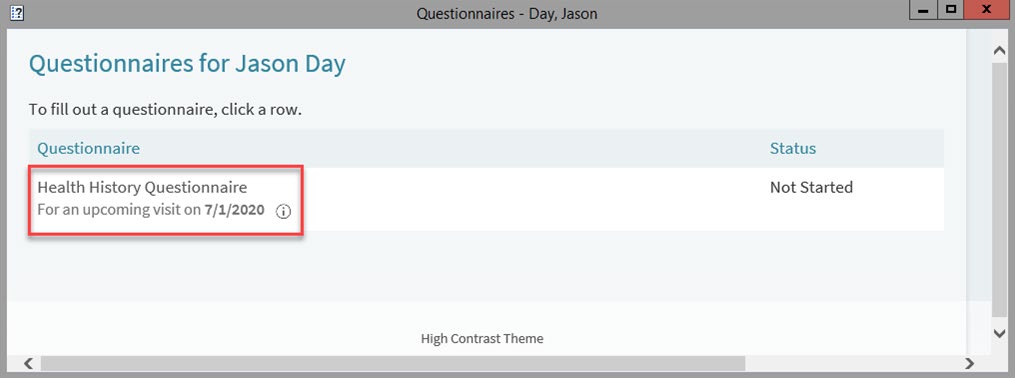 Questionnaires - Day, Jason
Questionnaires for Jason Day
To fill out a questionnaire, click a row.
Questionnaire Status
Health History Questionnaire Not Started
For an upcoming visit on 7/1/2020
High Contrast Theme